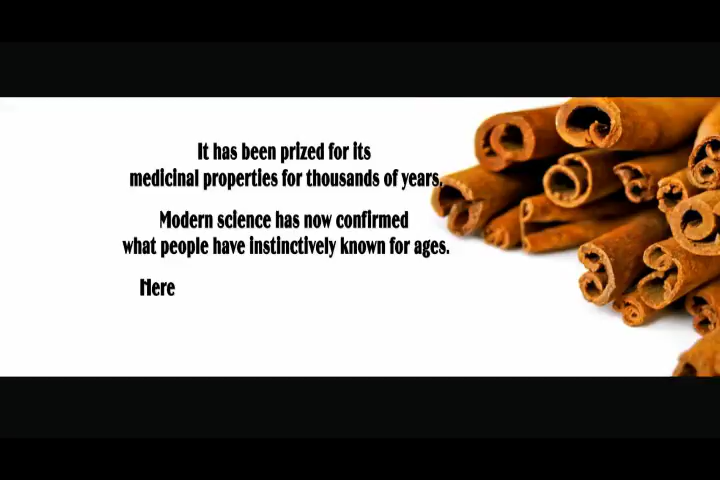 It has been prized for its
medicinal properties for thousands of years.
Modern science has now confirmed
what people have instinctively known for ages.
Here